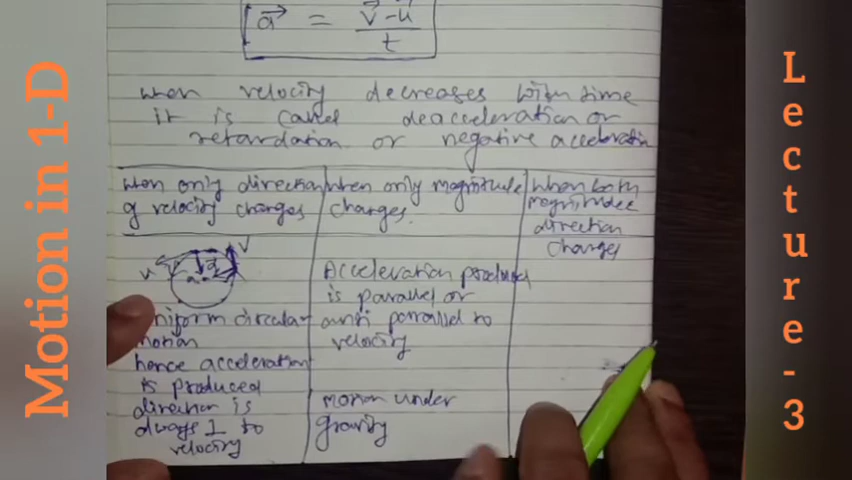 Motion in 1-D
a = v - u
t
when velocity decreases with time
it is called deacceleration or
retardation or negative acceleration
when only direction
of velocity changes
v
u
a
Uniform circular
motion
hence acceleration
is produced
direction is
always ⊥ to
velocity
when only magnitude
changes.
Acceleration produced
is parallel or
anti parallel to
velocity
motion under
gravity
when both
magnitude
direction
changes
Lecture-3